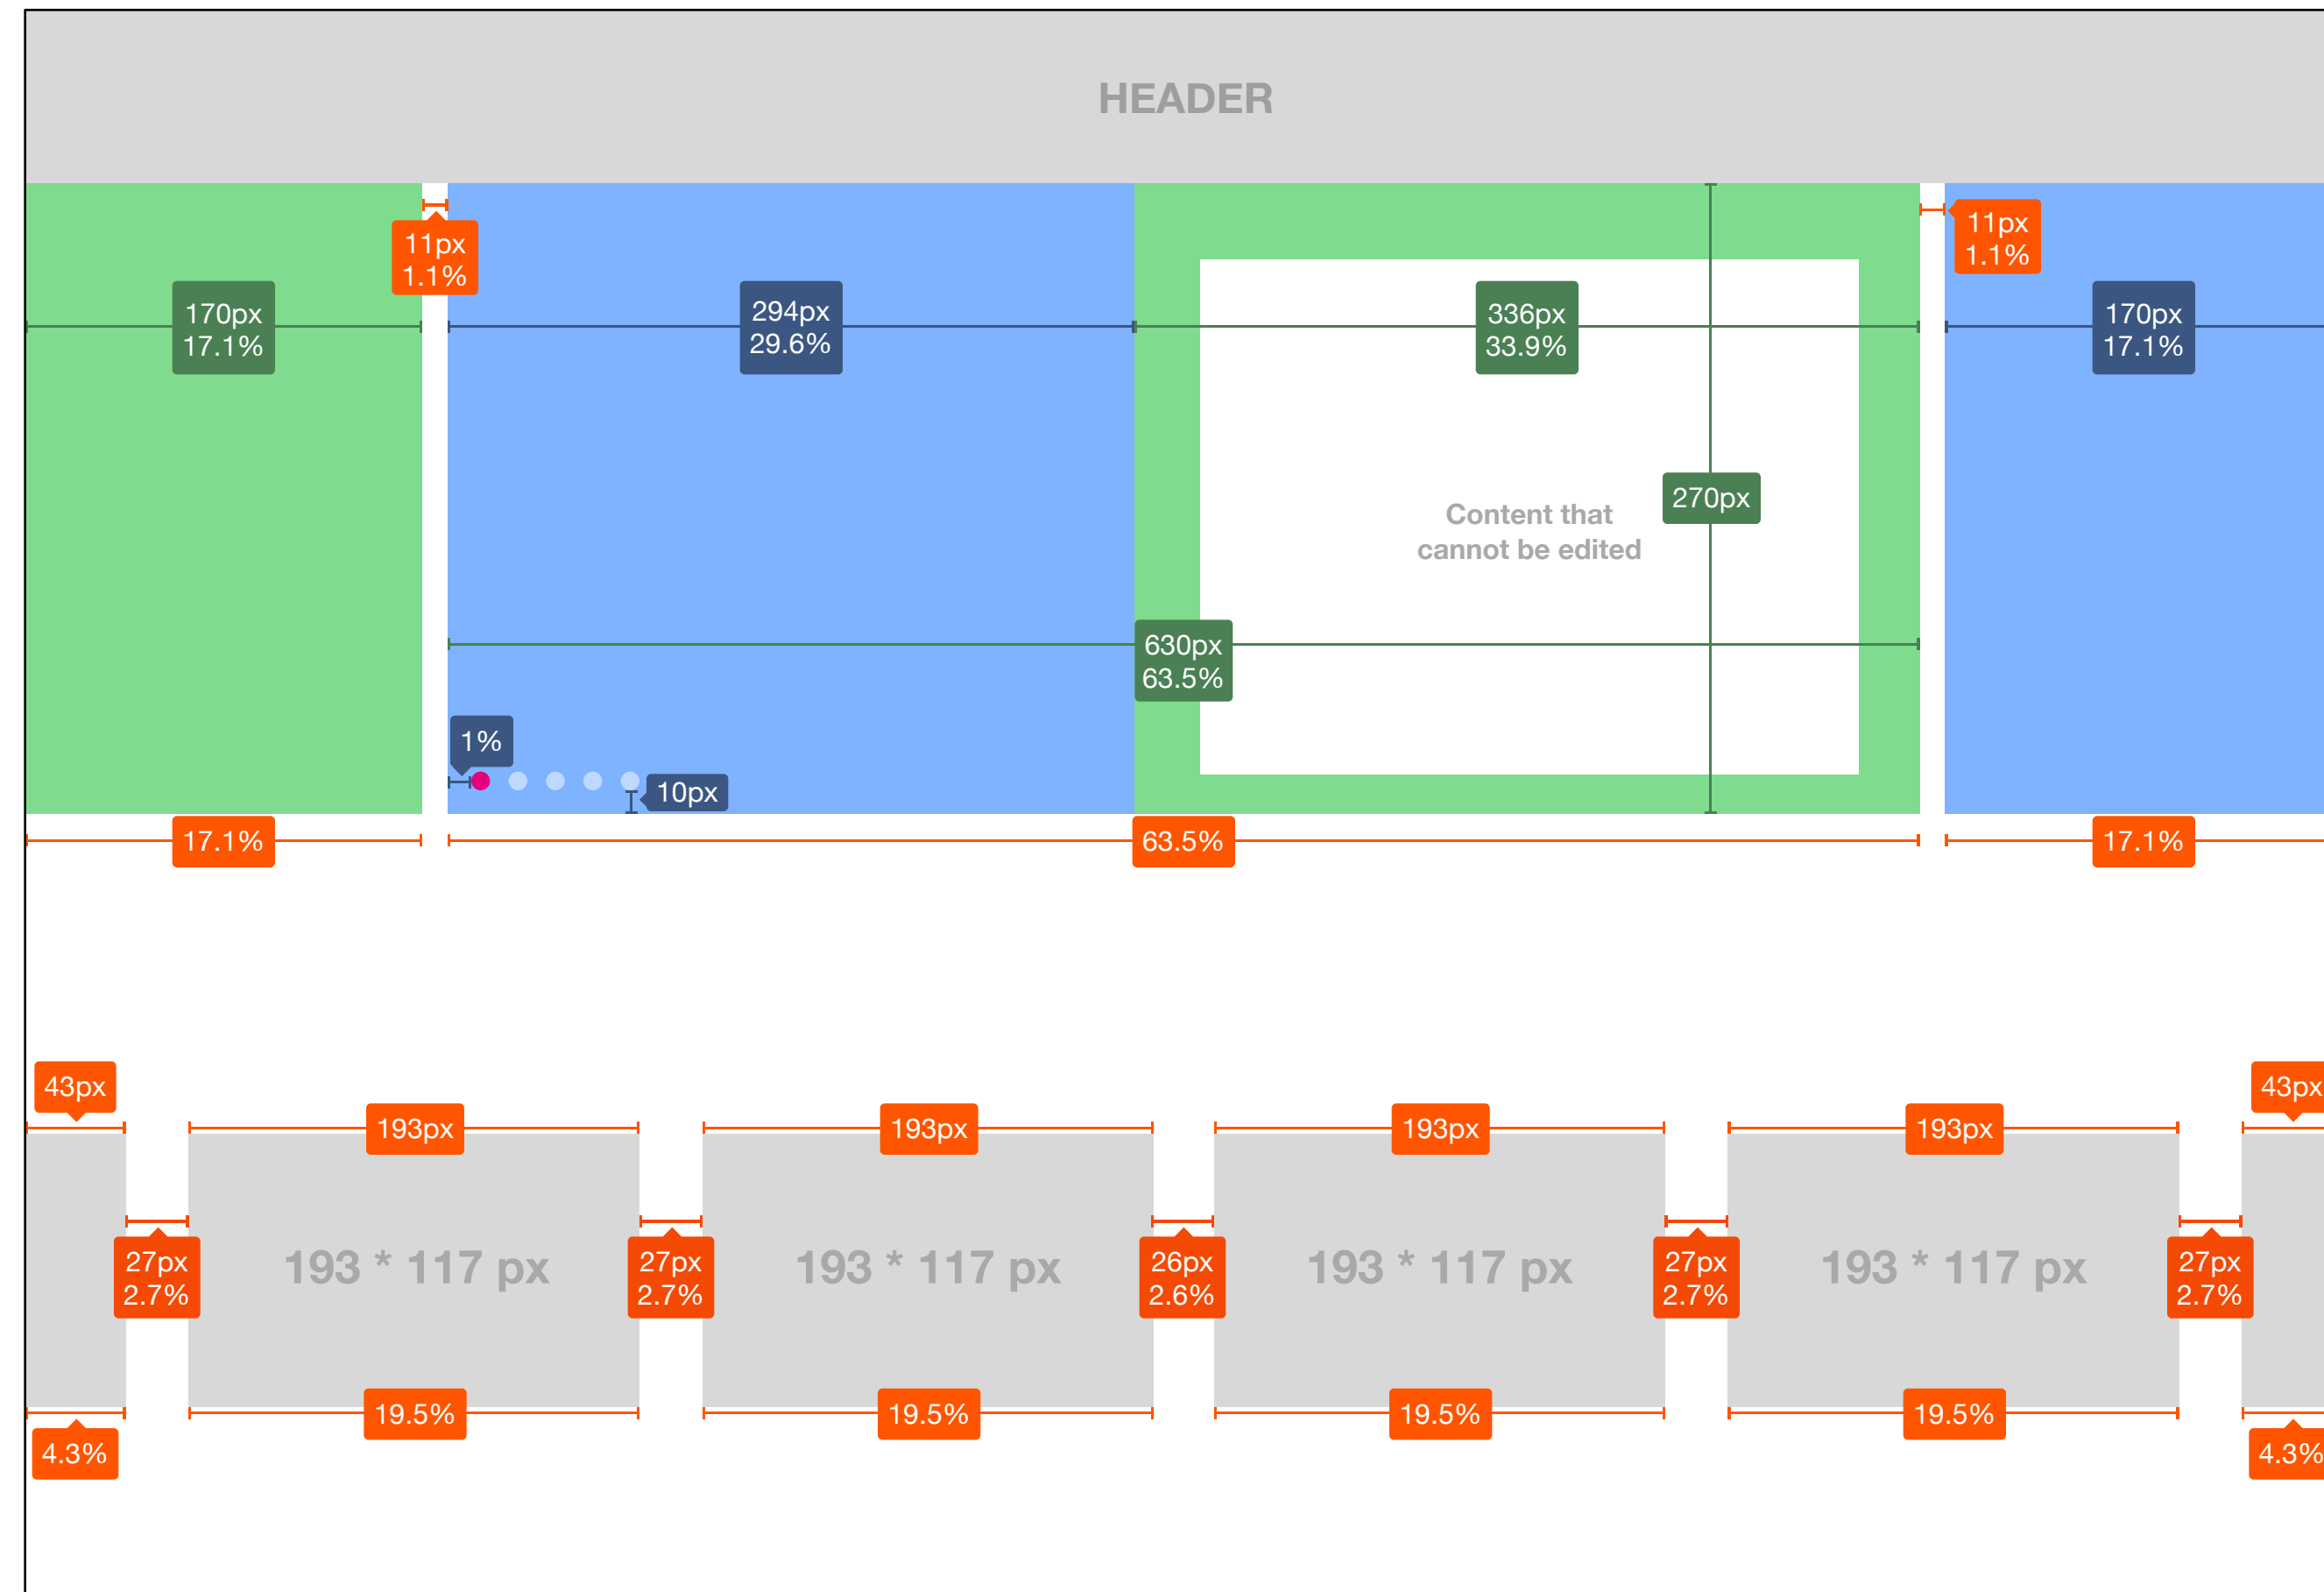 HEADER
11px
1.1%
11px
1.1%
170px
17.1%
294px
29.6%
336px
33.9%
170px
17.1%
270px
Content that
cannot be edited
630px
63.5%
1%
10px
17.1%
63.5%
17.1%
43px
43px
193px
193px
193px
193px
27px
2.7%
193 * 117 px
27px
2.7%
193 * 117 px
26px
2.6%
193 * 117 px
27px
2.7%
193 * 117 px
27px
2.7%
19.5%
19.5%
19.5%
19.5%
4.3%
4.3%